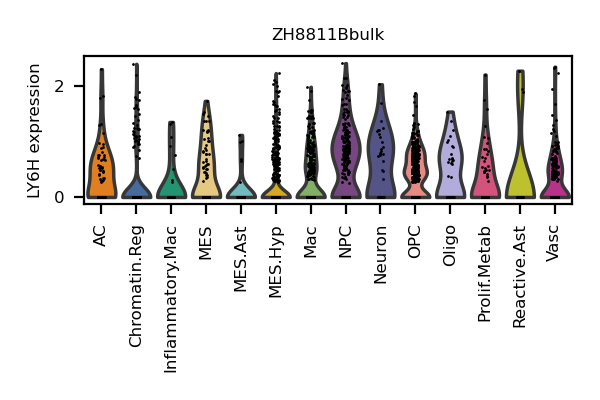 ZH8811Bbulk
LY6H expression
2
0
AC
Chromatin.Reg
Inflammatory.Mac
MES
MES.Ast
MES.Hyp
Mac
NPC
Neuron
OPC
Oligo
Prolif.Metab
Reactive.Ast
Vasc